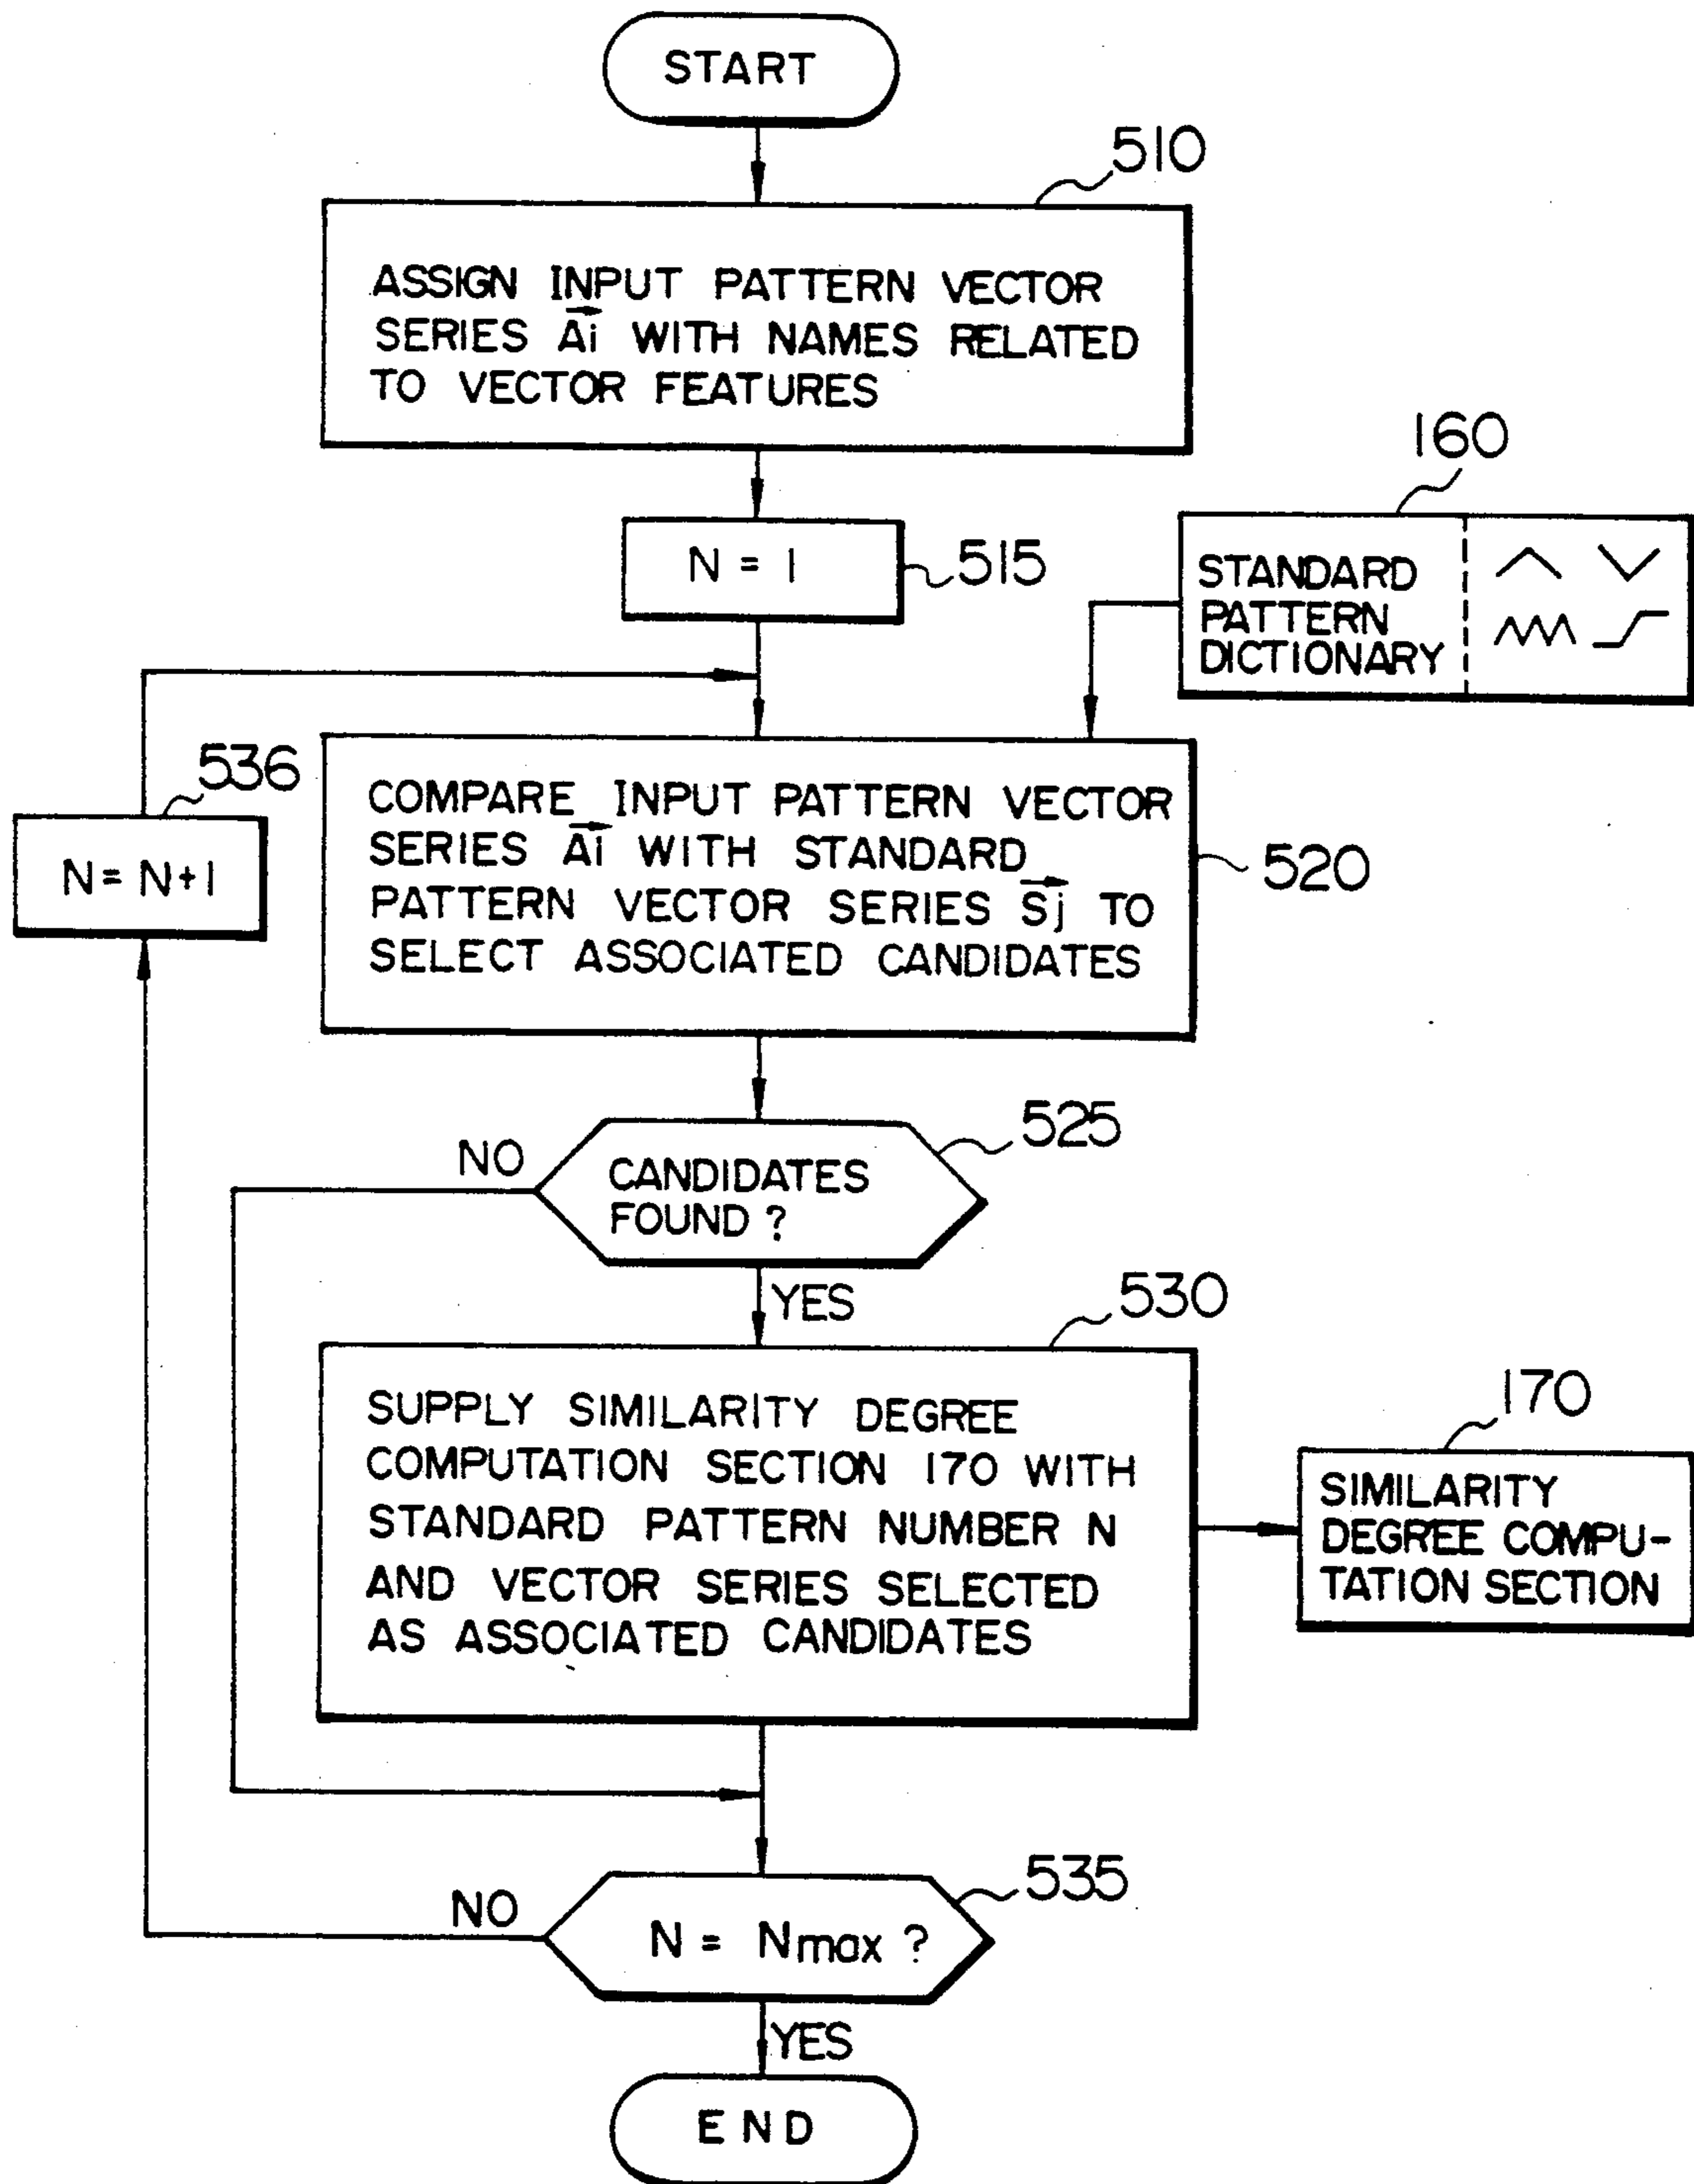 START
510
ASSIGN INPUT PATTERN VECTOR
SERIES A⃗i WITH NAMES RELATED
TO VECTOR FEATURES
160
N = 1
515
STANDARD
PATTERN
DICTIONARY
536
N = N+1
COMPARE INPUT PATTERN VECTOR
SERIES A⃗i WITH STANDARD
PATTERN VECTOR SERIES S⃗j TO
SELECT ASSOCIATED CANDIDATES
520
525
NO
CANDIDATES
FOUND ?
YES
530
SUPPLY SIMILARITY DEGREE
COMPUTATION SECTION 170 WITH
STANDARD PATTERN NUMBER N
AND VECTOR SERIES SELECTED
AS ASSOCIATED CANDIDATES
170
SIMILARITY
DEGREE COMPU-
TATION SECTION
535
NO
N = Nmax ?
YES
END